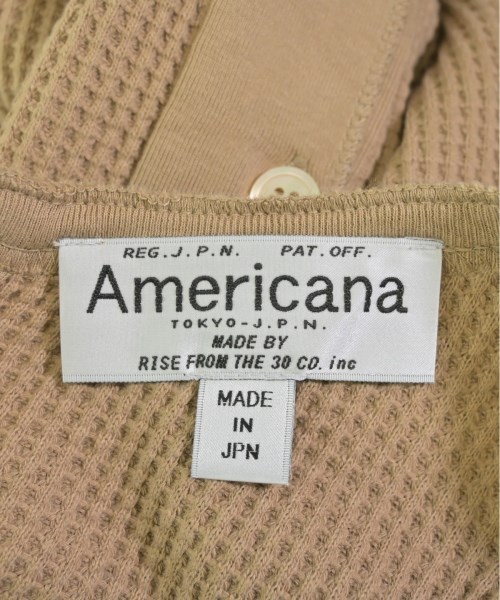 REG.J.P.N. PAT.OFF.
Americana
TOKYO-J.P.N.
MADE BY
RISE FROM THE 30 CO. inc
MADE
IN
JPN